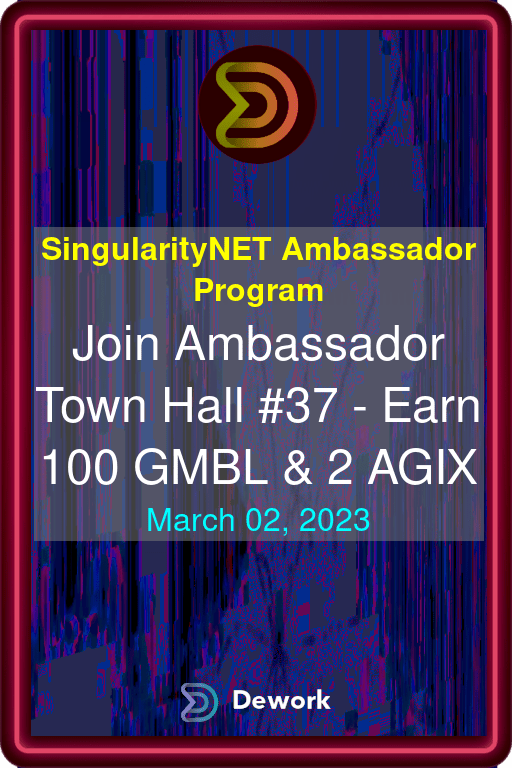 SingularityNET Ambassador
Program
Join Ambassador
Town Hall #37 - Earn
100 GMBL & 2 AGIX
March 02, 2023
Dework